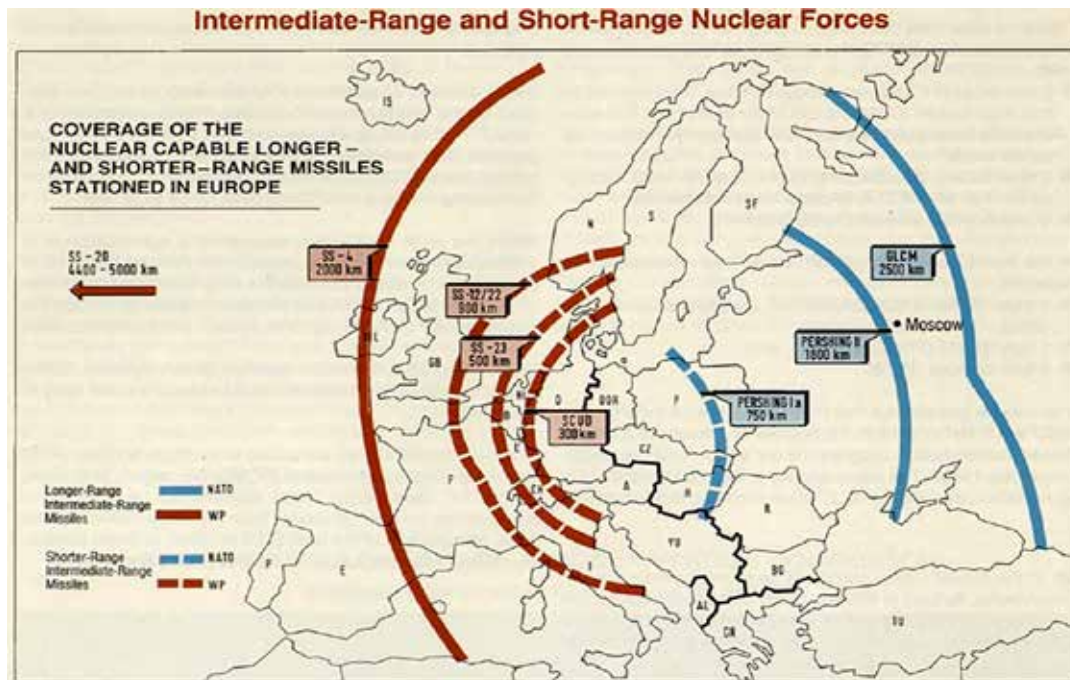 Intermediate-Range and Short-Range Nuclear Forces
COVERAGE OF THE
NUCLEAR CAPABLE LONGER–
AND SHORTER–RANGE MISSILES
STATIONED IN EUROPE
IS
N
S
SF
SS-20
4400-5000 km
SS-4
2000 km
GLCM
2500 km
SS-12/22
900 km
SS-23
500 km
Moscow
PERSHING II
1800 km
GB
D
DDR
P
PERSHING Ia
750 km
SCUD
300 km
CZ
F
CH
A
H
R
YU
I
BG
AL
GR
TU
P
E
Longer-Range
Intermediate-Range
Missiles
NATO
WP
Shorter-Range
Intermediate-Range
Missiles
NATO
WP